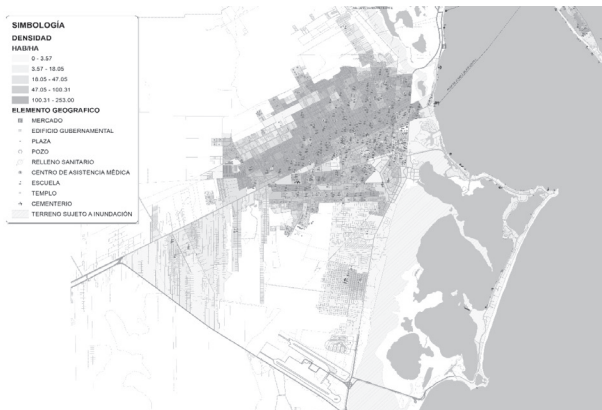 SIMBOLOGÍA
DENSIDAD
HAB/HA
0 - 3.57
3.57 - 18.05
18.05 - 47.05
47.05 - 100.31
100.31 - 253.00
ELEMENTO GEOGRAFICO
MERCADO
EDIFICIO GUBERNAMENTAL
PLAZA
POZO
RELLENO SANITARIO
CENTRO DE ASISTENCIA MÉDICA
ESCUELA
TEMPLO
CEMENTERIO
TERRENO SUJETO A INUNDACIÓN